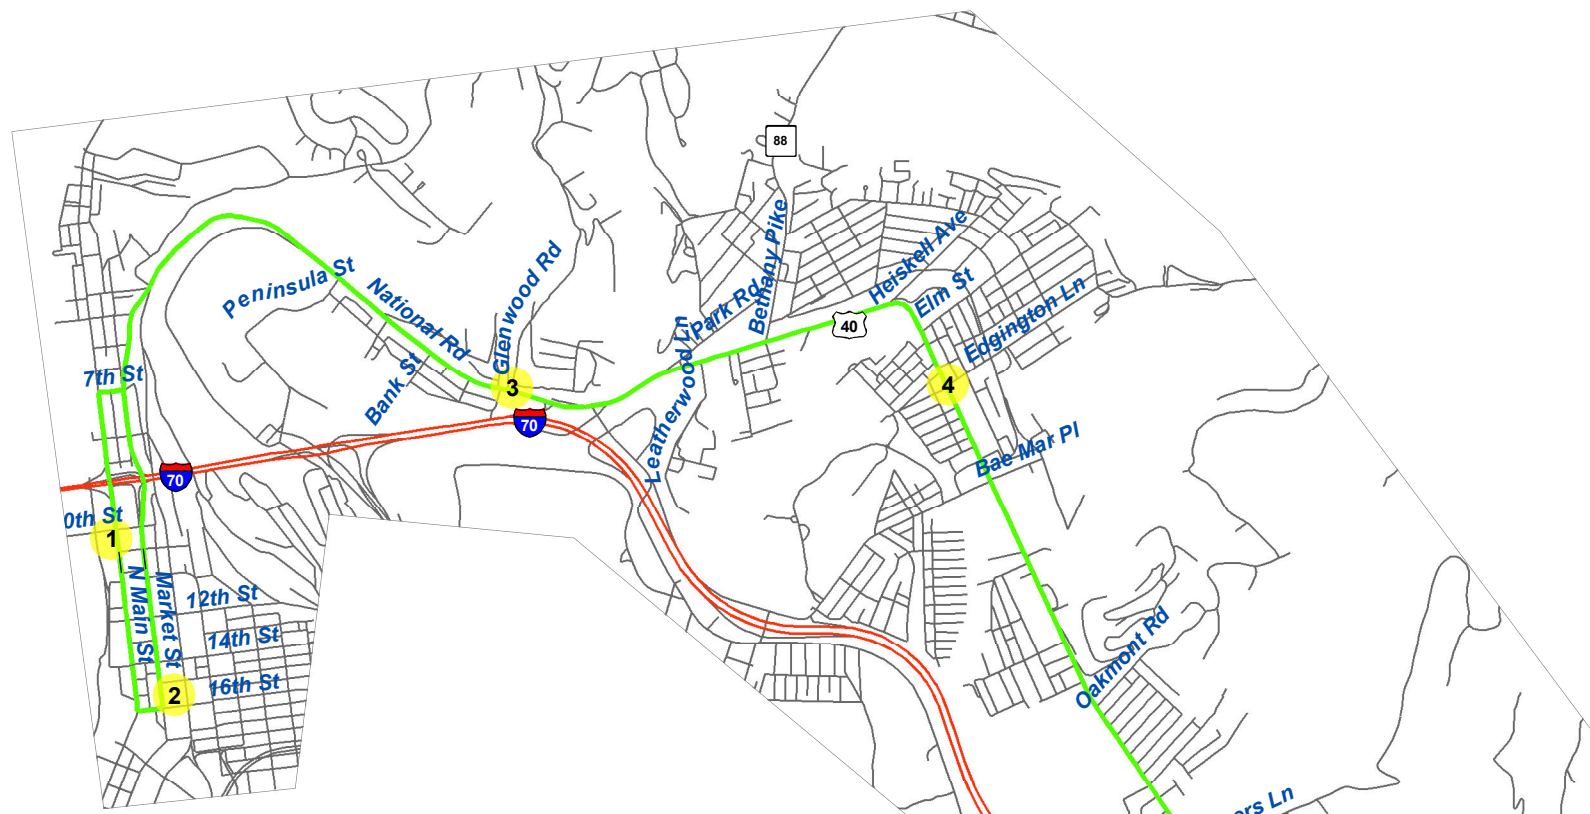 88
Heiskell Ave
Bethany Pike
Glenwood Rd
Peninsula St
National Rd
Park Rd
Elm St
Edgington Ln
40
Leatherwood Ln
7th St
Bank St
3
4
70
70
Bae Mar Pl
0th St
1
N Main St
Market St
12th St
14th St
16th St
2
Oakmont Rd
ers Ln